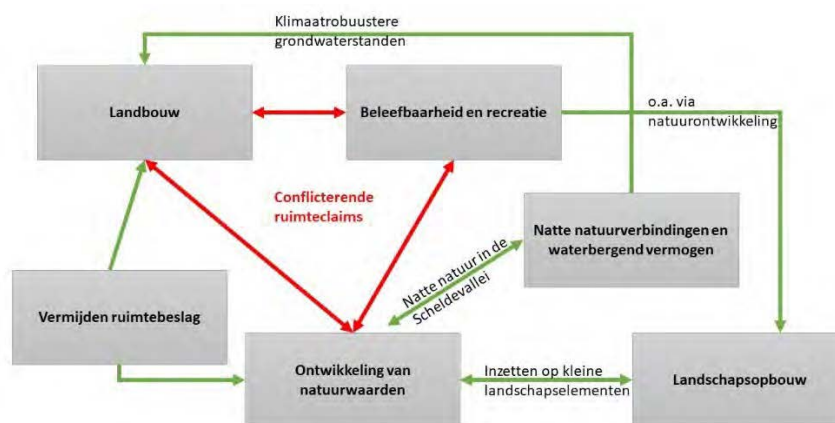 Klimaatrobuustere
grondwaterstanden
Landbouw
Beleefbaarheid en recreatie
o.a. via
natuurontwikkeling
Conflicterende
ruimteclaims
Natte natuurverbindingen en
waterbergend vermogen
Natte natuur in de
Scheldevallei
Vermijden ruimtebeslag
Ontwikkeling van
natuurwaarden
Inzetten op kleine
landschapselementen
Landschapsopbouw